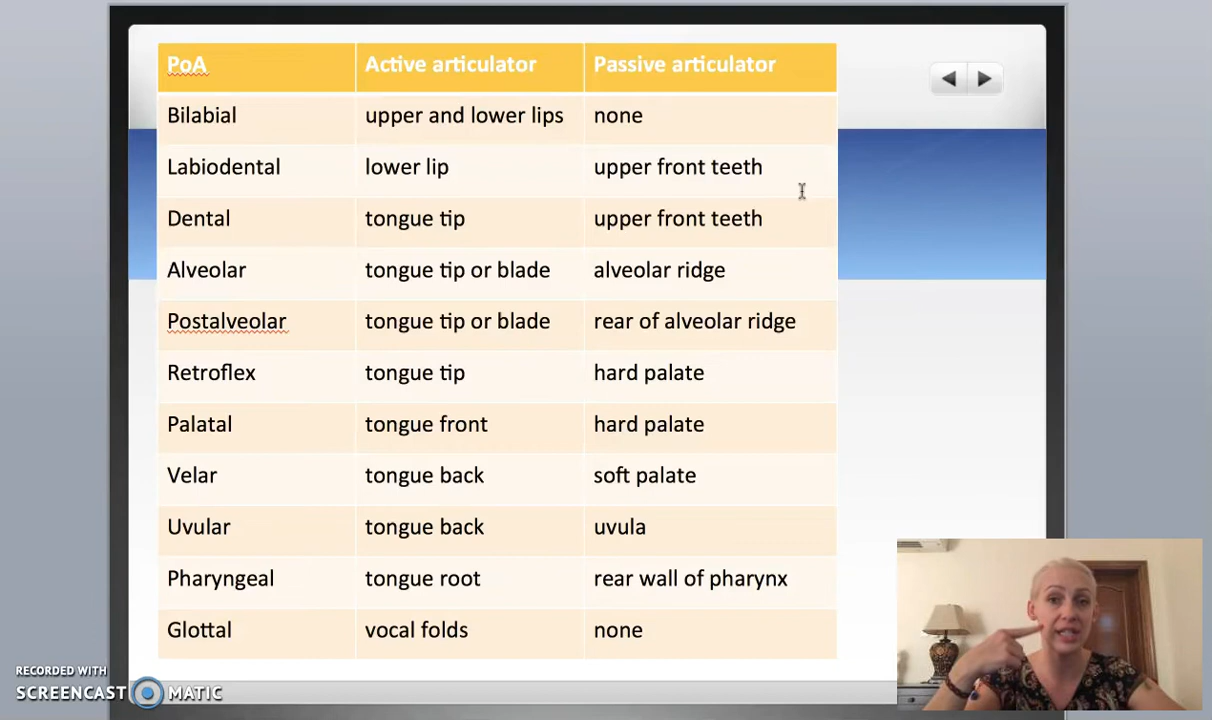 PoA Active articulator Passive articulator
Bilabial upper and lower lips none
Labiodental lower lip upper front teeth
Dental tongue tip upper front teeth
Alveolar tongue tip or blade alveolar ridge
Postalveolar tongue tip or blade rear of alveolar ridge
Retroflex tongue tip hard palate
Palatal tongue front hard palate
Velar tongue back soft palate
Uvular tongue back uvula
Pharyngeal tongue root rear wall of pharynx
Glottal vocal folds none
RECORDED WITH
SCREENCAST MATIC